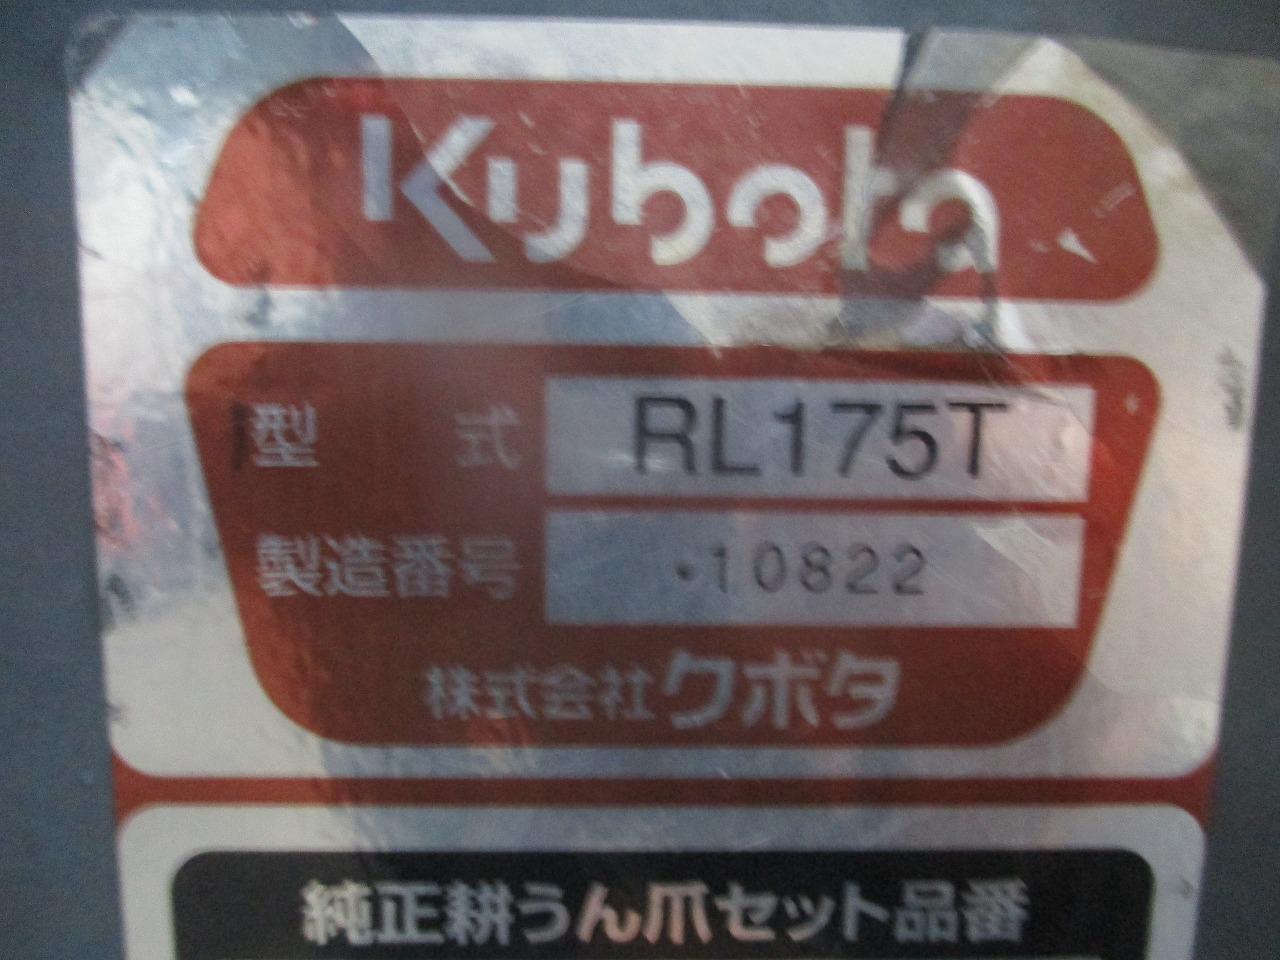 Kubota
型式 RL175T
製造番号 ・10822
株式会社クボタ
純正耕うん爪セット品番